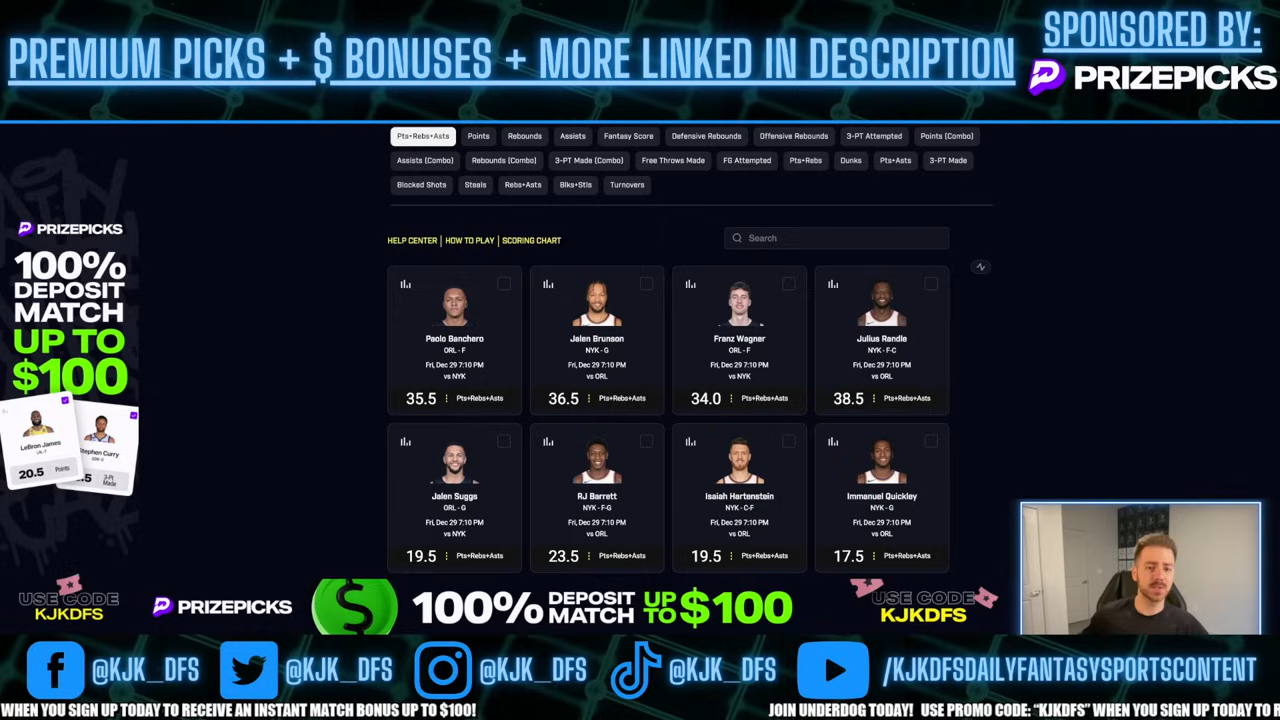 PREMIUM PICKS + $ BONUSES + MORE LINKED IN DESCRIPTION
SPONSORED BY:
PRIZEPICKS
Pts+Rebs+Asts Points Rebounds Assists Fantasy Score Defensive Rebounds Offensive Rebounds 3-PT Attempted Points (Combo)
Assists (Combo) Rebounds (Combo) 3-PT Made (Combo) Free Throws Made FG Attempted Pts+Rebs Dunks Pts+Asts 3-PT Made
Blocked Shots Steals Rebs+Asts Blks+Stls Turnovers
HELP CENTER | HOW TO PLAY | SCORING CHART
Search
PRIZEPICKS
100%
DEPOSIT
MATCH
UP TO
$100
LeBron James
20.5 Points
Stephen Curry
.5 3-Pt Made
Paolo Banchero
ORL - F
Fri, Dec 29 7:10 PM
vs NYK
35.5 Pts+Rebs+Asts
Jalen Brunson
NYK - G
Fri, Dec 29 7:10 PM
vs ORL
36.5 Pts+Rebs+Asts
Franz Wagner
ORL - F
Fri, Dec 29 7:10 PM
vs NYK
34.0 Pts+Rebs+Asts
Julius Randle
NYK - F-C
Fri, Dec 29 7:10 PM
vs ORL
38.5 Pts+Rebs+Asts
Jalen Suggs
ORL - G
Fri, Dec 29 7:10 PM
vs NYK
19.5 Pts+Rebs+Asts
RJ Barrett
NYK - F-G
Fri, Dec 29 7:10 PM
vs ORL
23.5 Pts+Rebs+Asts
Isaiah Hartenstein
NYK - C-F
Fri, Dec 29 7:10 PM
vs ORL
19.5 Pts+Rebs+Asts
Immanuel Quickley
NYK - G
Fri, Dec 29 7:10 PM
vs ORL
17.5 Pts+Rebs+Asts
USE CODE
KJKDFS
PRIZEPICKS
$
100% DEPOSIT MATCH UP TO $100
USE CODE
KJKDFS
@KJK_DFS @KJK_DFS @KJK_DFS @KJK_DFS /KJKDFSDAILYFANTASYSPORTSCONTENT
WHEN YOU SIGN UP TODAY TO RECEIVE AN INSTANT MATCH BONUS UP TO $100! JOIN UNDERDOG TODAY! USE PROMO CODE: "KJKDFS" WHEN YOU SIGN UP TODAY TO